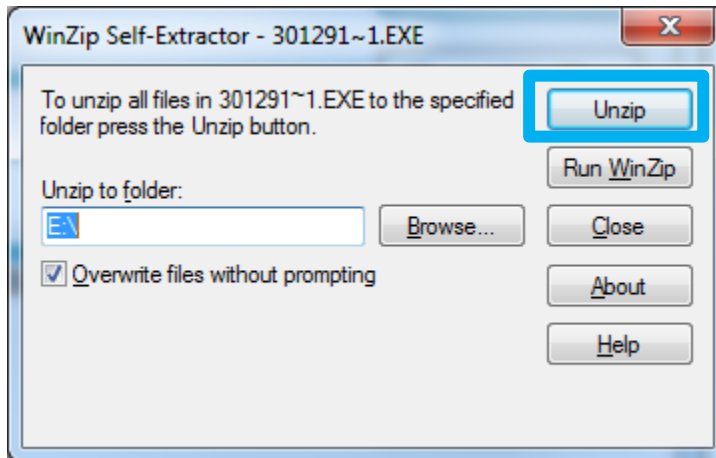 WinZip Self-Extractor - 301291~1.EXE
To unzip all files in 301291~1.EXE to the specified
folder press the Unzip button.
Unzip to folder:
E:\
Browse...
Overwrite files without prompting
Unzip
Run WinZip
Close
About
Help